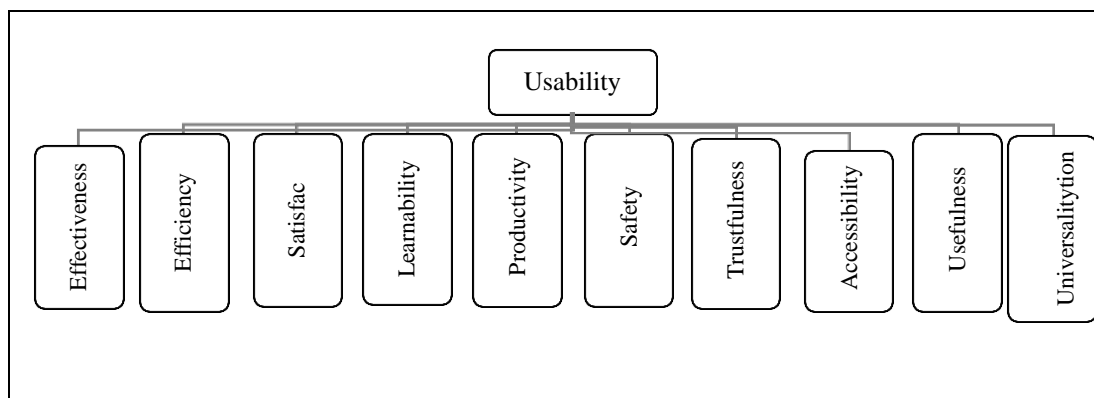 Usability
Effectiveness
Efficiency
Satisfac
Learnability
Productivity
Safety
Trustfulness
Accessibility
Usefulness
Universalitytion